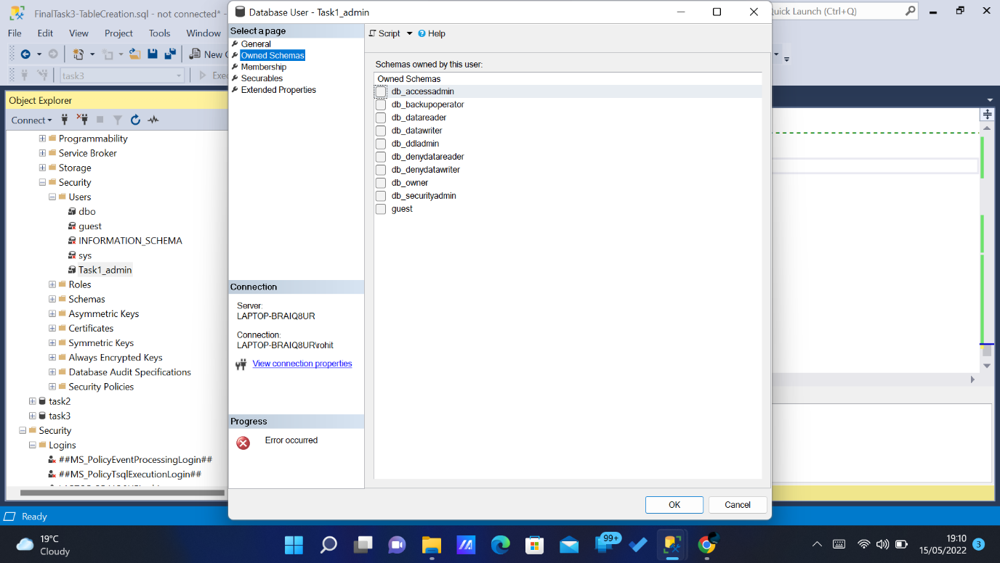 FinalTask3-TableCreation.sql - not connected* -
Quick Launch (Ctrl+Q)
File Edit View Project Tools Window
New
task3
Exe
Object Explorer
Connect
Programmability
Service Broker
Storage
Security
Users
dbo
guest
INFORMATION_SCHEMA
sys
Task1_admin
Roles
Schemas
Asymmetric Keys
Certificates
Symmetric Keys
Always Encrypted Keys
Database Audit Specifications
Security Policies
task2
task3
Security
Logins
##MS_PolicyEventProcessingLogin##
##MS_PolicyTsqlExecutionLogin##
Database User - Task1_admin
Select a page
General
Owned Schemas
Membership
Securables
Extended Properties
Connection
Server:
LAPTOP-BRAIQ8UR
Connection:
LAPTOP-BRAIQ8UR\rohit
View connection properties
Progress
Error occurred
Script Help
Schemas owned by this user:
Owned Schemas
db_accessadmin
db_backupoperator
db_datareader
db_datawriter
db_ddladmin
db_denydatareader
db_denydatawriter
db_owner
db_securityadmin
guest
OK Cancel
Ready
19°C
Cloudy
99+
19:10
15/05/2022
3